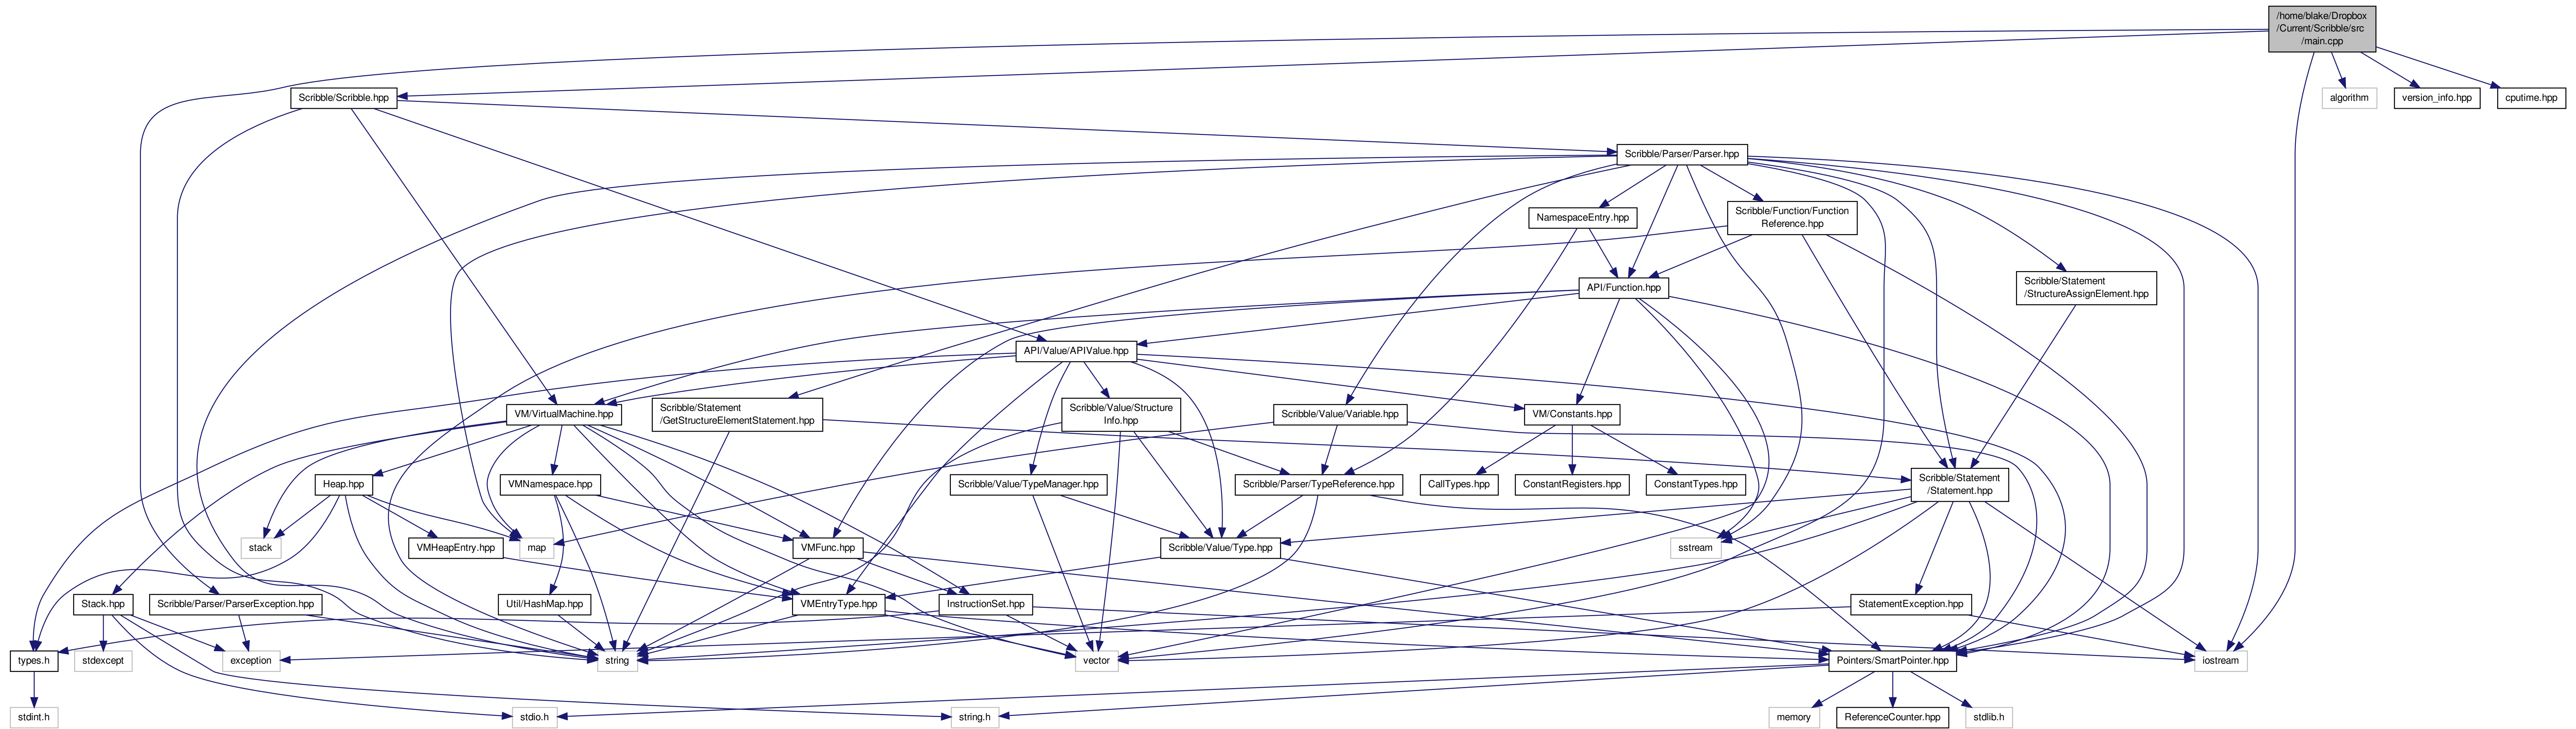 /home/blake/Dropbox
/Current/Scribble/src
/main.cpp
Scribble/Scribble.hpp
algorithm
version_info.hpp
cputime.hpp
Scribble/Parser/Parser.hpp
NamespaceEntry.hpp
Scribble/Function/Function
Reference.hpp
API/Function.hpp
Scribble/Statement
/StructureAssignElement.hpp
API/Value/APIValue.hpp
VM/VirtualMachine.hpp
Scribble/Statement
/GetStructureElementStatement.hpp
Scribble/Value/Structure
Info.hpp
Scribble/Value/Variable.hpp
VM/Constants.hpp
Heap.hpp
VMNamespace.hpp
Scribble/Value/TypeManager.hpp
Scribble/Parser/TypeReference.hpp
CallTypes.hpp
ConstantRegisters.hpp
ConstantTypes.hpp
Scribble/Statement
/Statement.hpp
stack
VMHeapEntry.hpp
map
VMFunc.hpp
Scribble/Value/Type.hpp
sstream
Stack.hpp
Scribble/Parser/ParserException.hpp
Util/HashMap.hpp
VMEntryType.hpp
InstructionSet.hpp
StatementException.hpp
types.h
stdexcept
exception
string
vector
Pointers/SmartPointer.hpp
iostream
stdint.h
stdio.h
string.h
memory
ReferenceCounter.hpp
stdlib.h